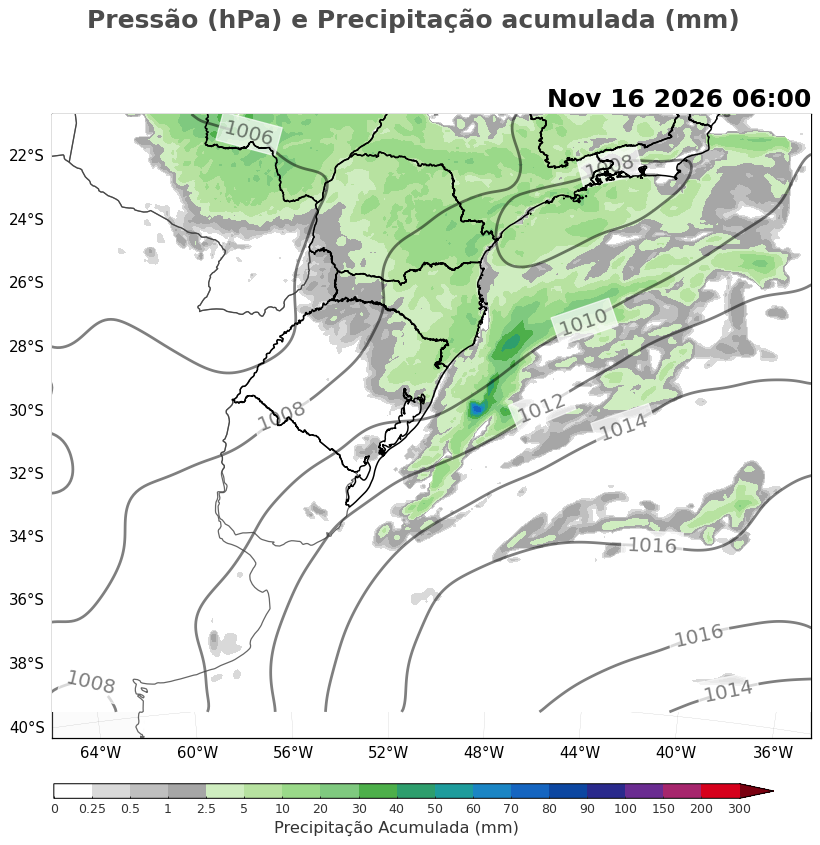 Pressão (hPa) e Precipitação acumulada (mm)
Nov 16 2026 06:00
1006
1008
22°S
24°S
26°S
1010
28°S
1012
1008
30°S
1014
32°S
34°S
1016
36°S
1016
38°S
1008
1014
40°S
64°W 60°W 56°W 52°W 48°W 44°W 40°W 36°W
0 0.25 0.5 1 2.5 5 10 20 30 40 50 60 70 80 90 100 150 200 300
Precipitação Acumulada (mm)